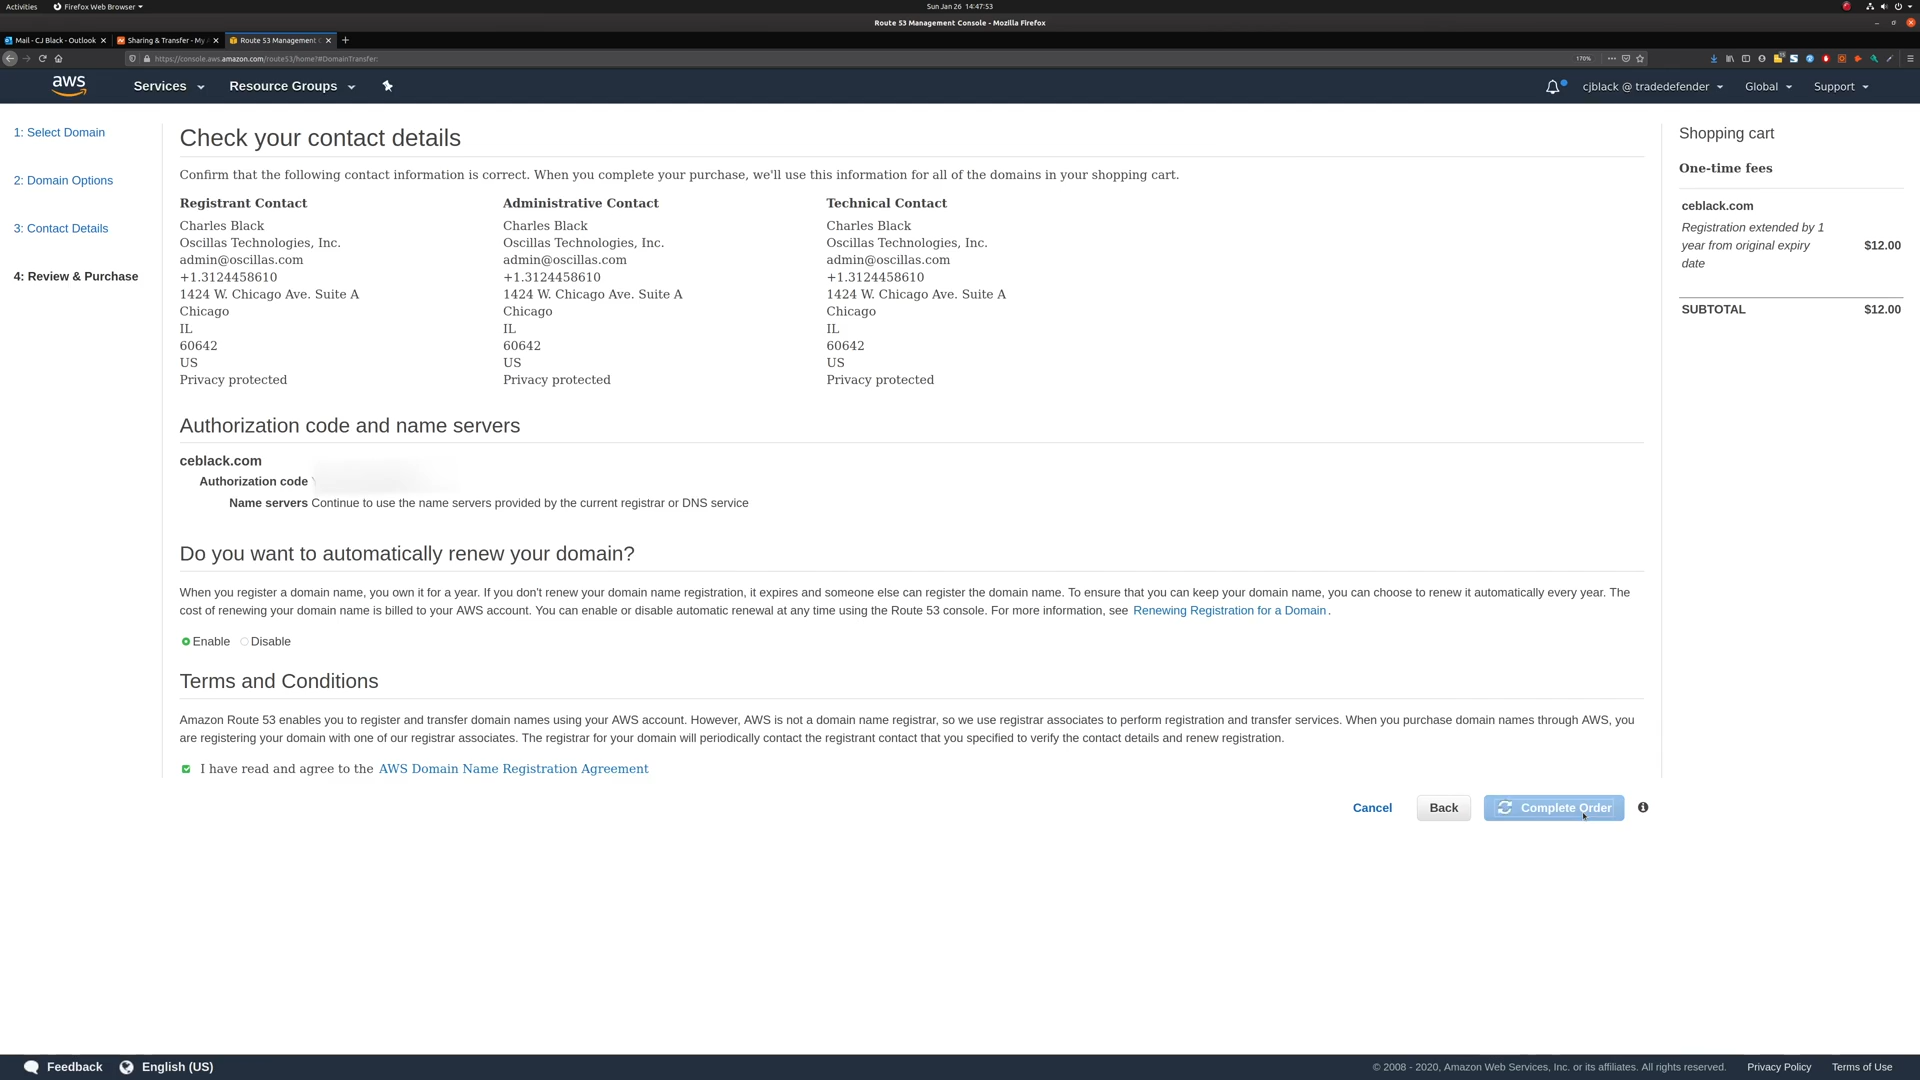 Activities Firefox Web Browser Sun Jan 26 14:47:53
Route 53 Management Console - Mozilla Firefox
Mail - CJ Black - Outlook Sharing & Transfer - My Route 53 Management
https://console.aws.amazon.com/route53/home?#DomainTransfer: 170%
aws Services Resource Groups cjblack @ tradedefender Global Support
1: Select Domain
2: Domain Options
3: Contact Details
4: Review & Purchase
Check your contact details
Confirm that the following contact information is correct. When you complete your purchase, we'll use this information for all of the domains in your shopping cart.
Registrant Contact Administrative Contact Technical Contact
Charles Black Charles Black Charles Black
Oscillas Technologies, Inc. Oscillas Technologies, Inc. Oscillas Technologies, Inc.
admin@oscillas.com admin@oscillas.com admin@oscillas.com
+1.3124458610 +1.3124458610 +1.3124458610
1424 W. Chicago Ave. Suite A 1424 W. Chicago Ave. Suite A 1424 W. Chicago Ave. Suite A
Chicago Chicago Chicago
IL IL IL
60642 60642 60642
US US US
Privacy protected Privacy protected Privacy protected
Authorization code and name servers
ceblack.com
Authorization code
Name servers Continue to use the name servers provided by the current registrar or DNS service
Do you want to automatically renew your domain?
When you register a domain name, you own it for a year. If you don't renew your domain name registration, it expires and someone else can register the domain name. To ensure that you can keep your domain name, you can choose to renew it automatically every year. The
cost of renewing your domain name is billed to your AWS account. You can enable or disable automatic renewal at any time using the Route 53 console. For more information, see Renewing Registration for a Domain .
Enable Disable
Terms and Conditions
Amazon Route 53 enables you to register and transfer domain names using your AWS account. However, AWS is not a domain name registrar, so we use registrar associates to perform registration and transfer services. When you purchase domain names through AWS, you
are registering your domain with one of our registrar associates. The registrar for your domain will periodically contact the registrant contact that you specified to verify the contact details and renew registration.
I have read and agree to the AWS Domain Name Registration Agreement
Cancel Back Complete Order
Shopping cart
One-time fees
ceblack.com
Registration extended by 1
year from original expiry $12.00
date
SUBTOTAL $12.00
Feedback English (US) © 2008 - 2020, Amazon Web Services, Inc. or its affiliates. All rights reserved. Privacy Policy Terms of Use